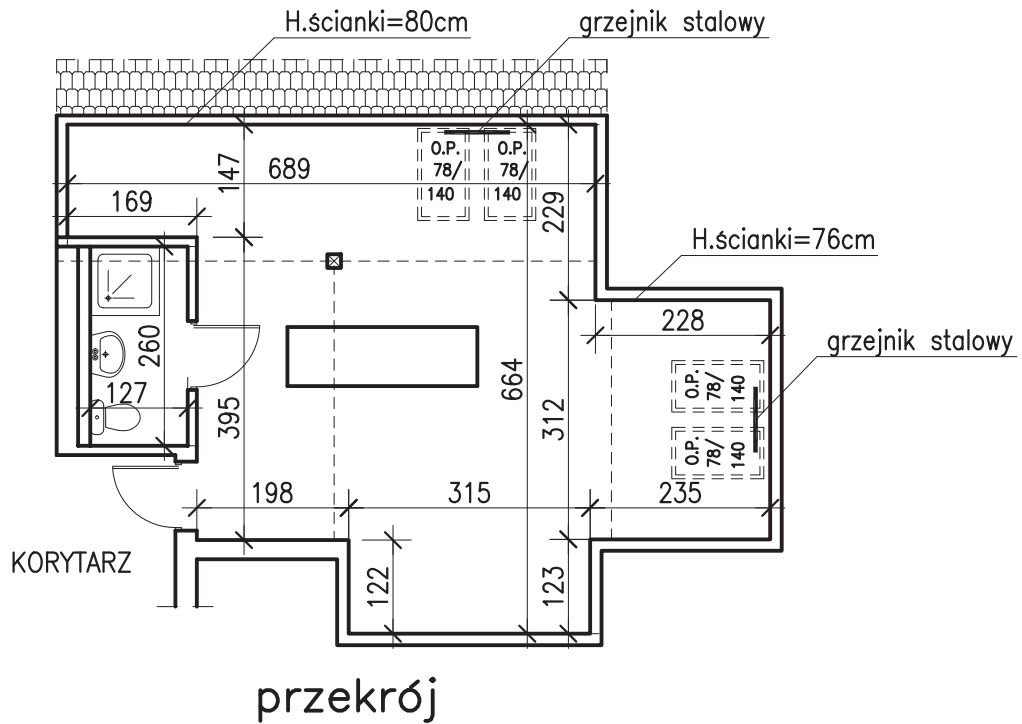 H.ścianki=80cm
grzejnik stalowy
O.P.
78/
140
O.P.
78/
140
147
689
169
229
H.ścianki=76cm
228
grzejnik stalowy
260
127
395
664
312
O.P.
78/
140
O.P.
78/
140
198
315
235
KORYTARZ
122
123
przekrój